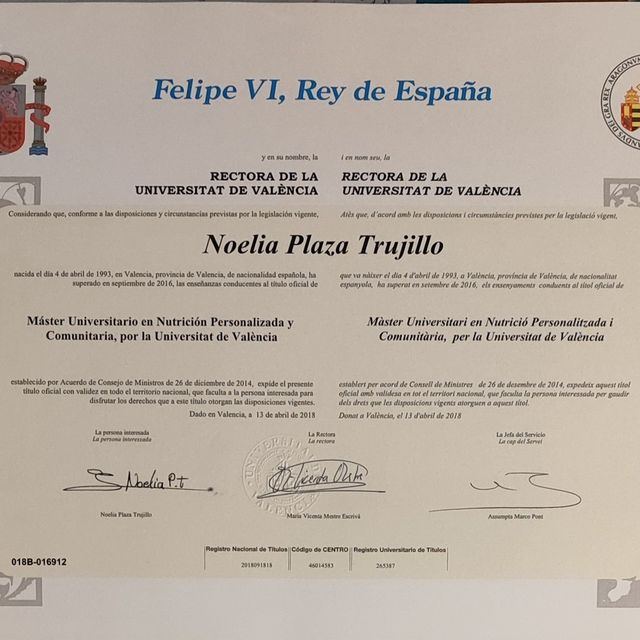 Felipe VI, Rey de España
y en su nombre, la
RECTORA DE LA
UNIVERSITAT DE VALÈNCIA
i en nom seu, la
RECTORA DE LA
UNIVERSITAT DE VALÈNCIA
Considerando que, conforme a las disposiciones y circunstancias previstas por la legislación vigente,
Atès que, d'acord amb les disposicions i circumstàncies previstes per la legislació vigent,
Noelia Plaza Trujillo
nacida el día 4 de abril de 1993, en Valencia, provincia de Valencia, de nacionalidad española, ha
superado en septiembre de 2016, las enseñanzas conducentes al título oficial de
que va nàixer el dia 4 d'abril de 1993, a València, província de València, de nacionalitat
espanyola, ha superat en setembre de 2016, els ensenyaments conduents al títol oficial de
Máster Universitario en Nutrición Personalizada y
Comunitaria, por la Universitat de València
Màster Universitari en Nutrició Personalitzada i
Comunitària, per la Universitat de València
establecido por Acuerdo de Consejo de Ministros de 26 de diciembre de 2014, expide el presente
título oficial con validez en todo el territorio nacional, que faculta a la persona interesada para
disfrutar los derechos que a este título otorgan las disposiciones vigentes.
Dado en Valencia, a 13 de abril de 2018
establert per acord de Consell de Ministres de 26 de desembre de 2014, expedeix aquest títol
oficial amb validesa en tot el territori nacional, que faculta la persona interessada per gaudir
dels drets que les disposicions vigents atorguen a aquest títol.
Donat a València, el 13 d'abril de 2018
La persona interesada
La persona interessada
La Rectora
La rectora
La Jefa del Servicio
La cap del Servei
Noelia P.T
Noelia Plaza Trujillo
María Vicenta Mestre Escrivá
Assumpta Marco Pont
018B-016912
Registro Nacional de Títulos
Código de CENTRO
Registro Universitario de Títulos
2018091818
46014583
265387